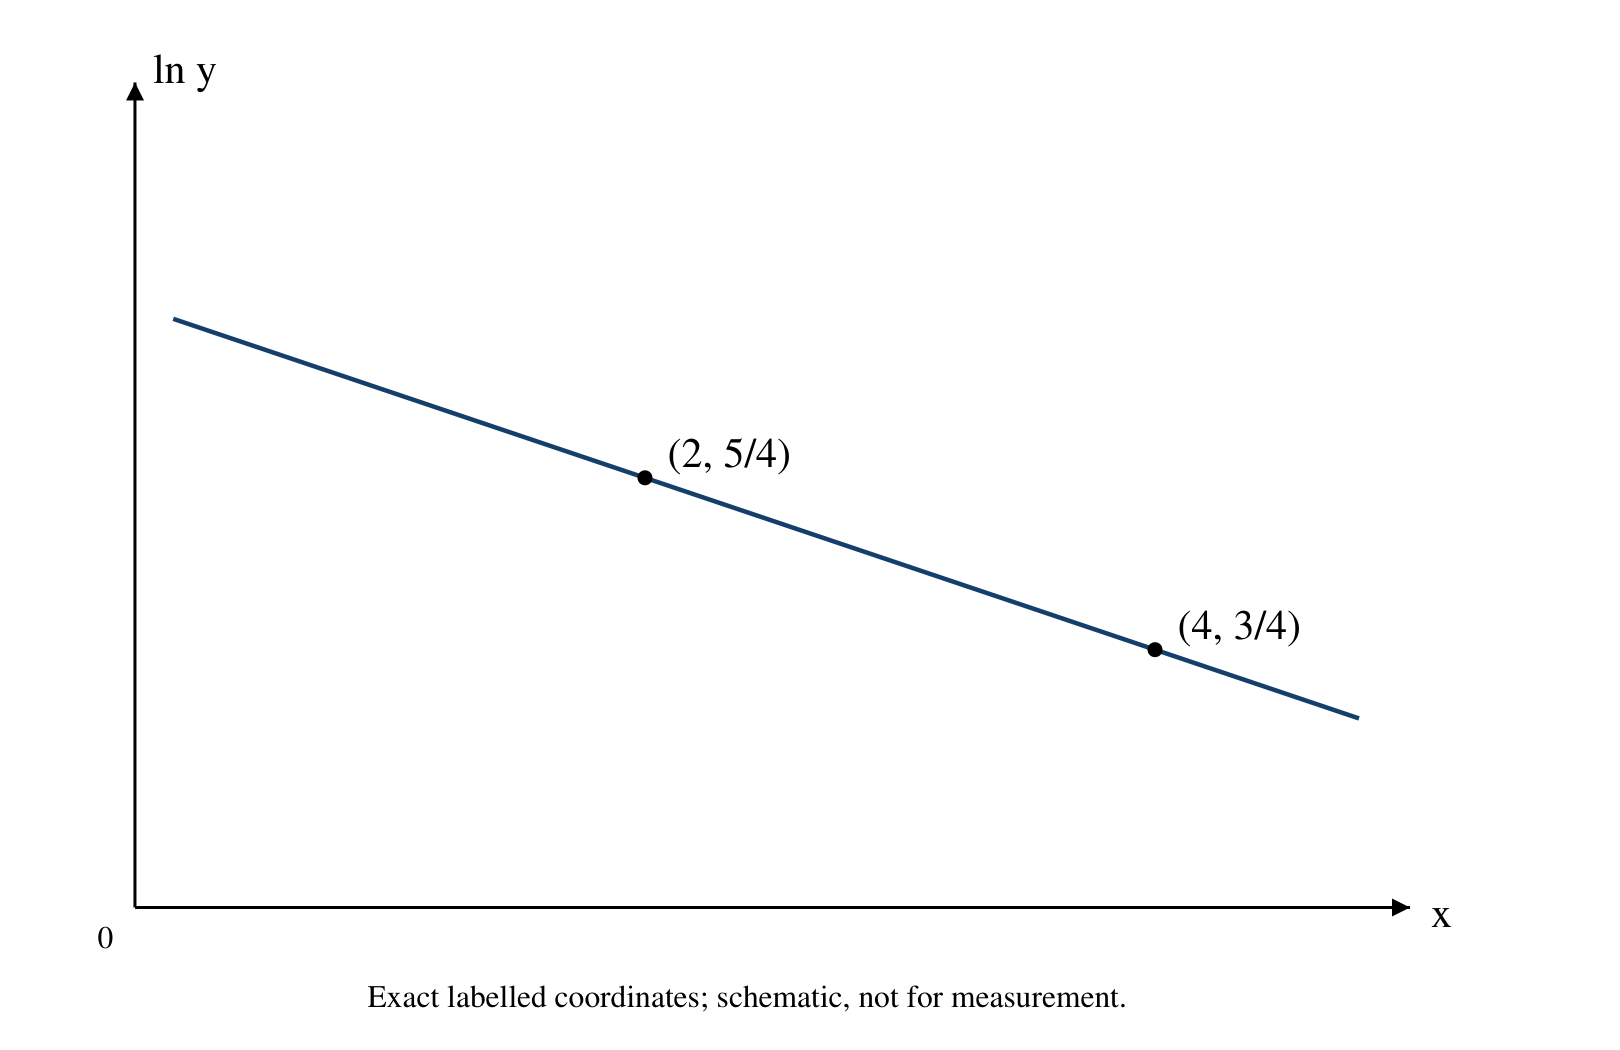 ln y
(2, 5/4)
(4, 3/4)
x
0
Exact labelled coordinates; schematic, not for measurement.